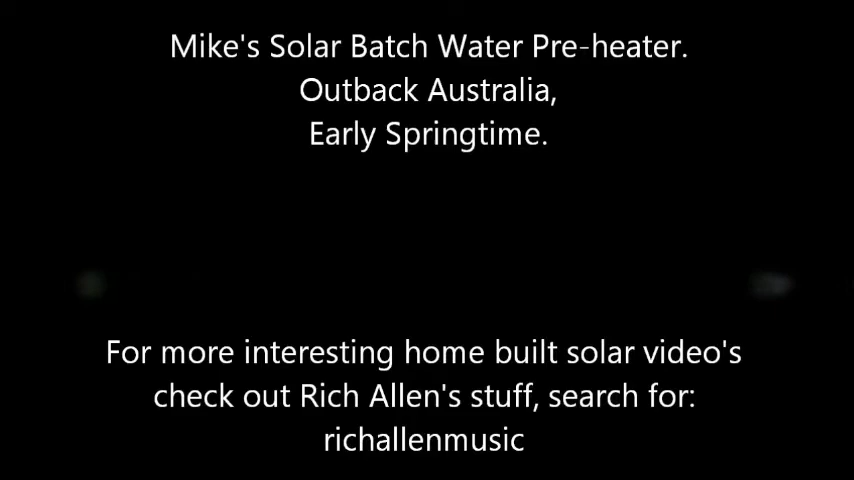 Mike's Solar Batch Water Pre-heater.
Outback Australia,
Early Springtime.
For more interesting home built solar video's
check out Rich Allen's stuff, search for:
richallenmusic